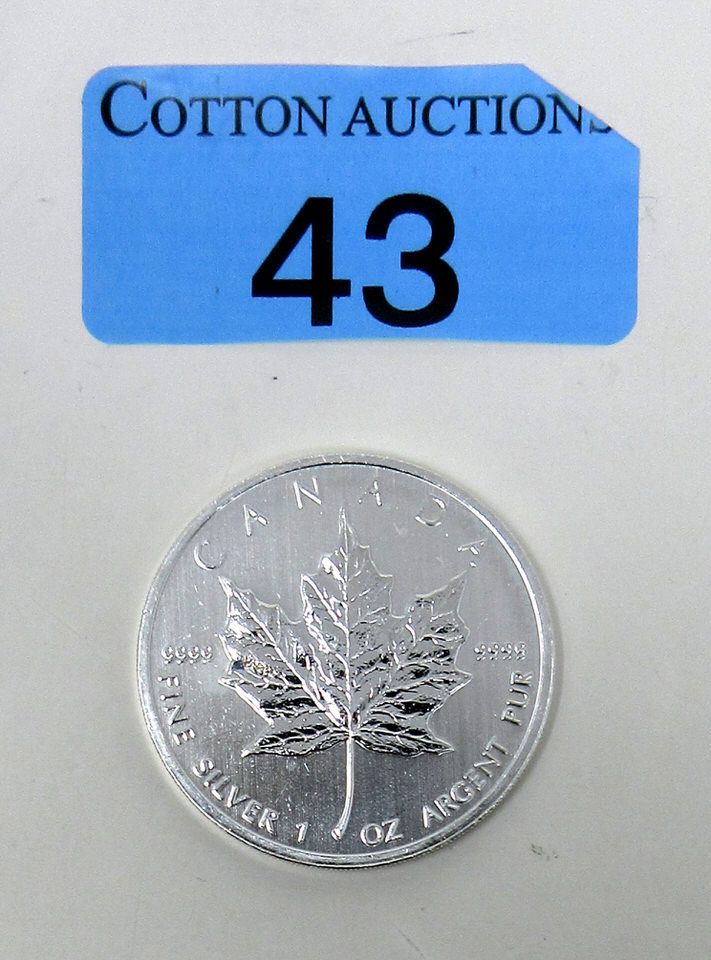 COTTON AUCTIONS
43
CANADA
9999 9999
FINE SILVER 1 OZ ARGENT PUR